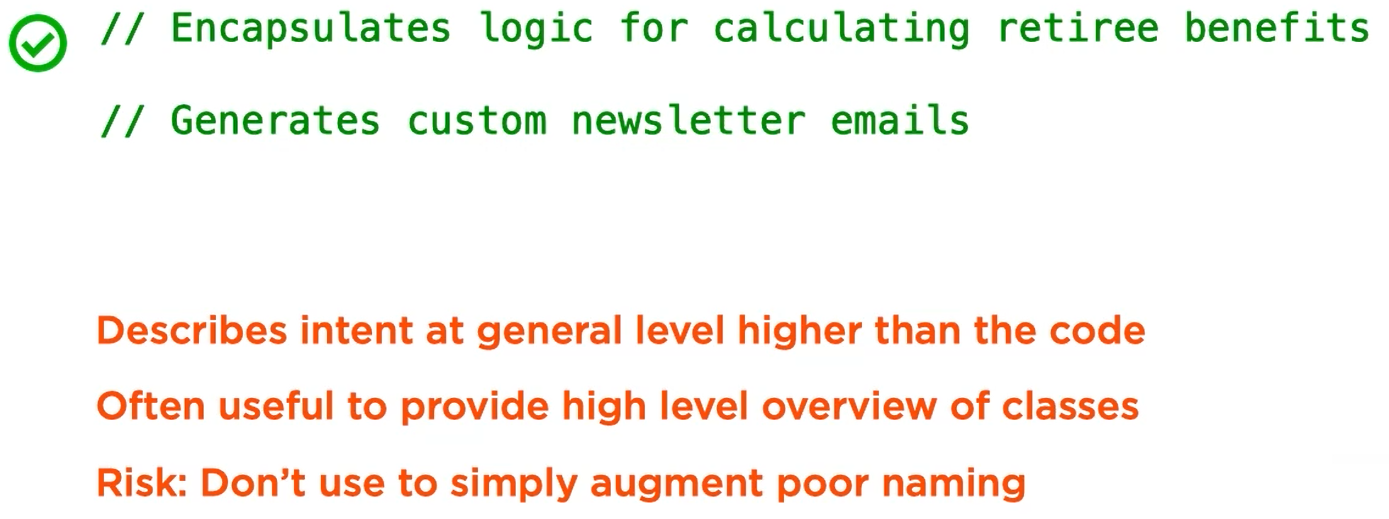 // Encapsulates logic for calculating retiree benefits
// Generates custom newsletter emails
Describes intent at general level higher than the code
Often useful to provide high level overview of classes
Risk: Don’t use to simply augment poor naming